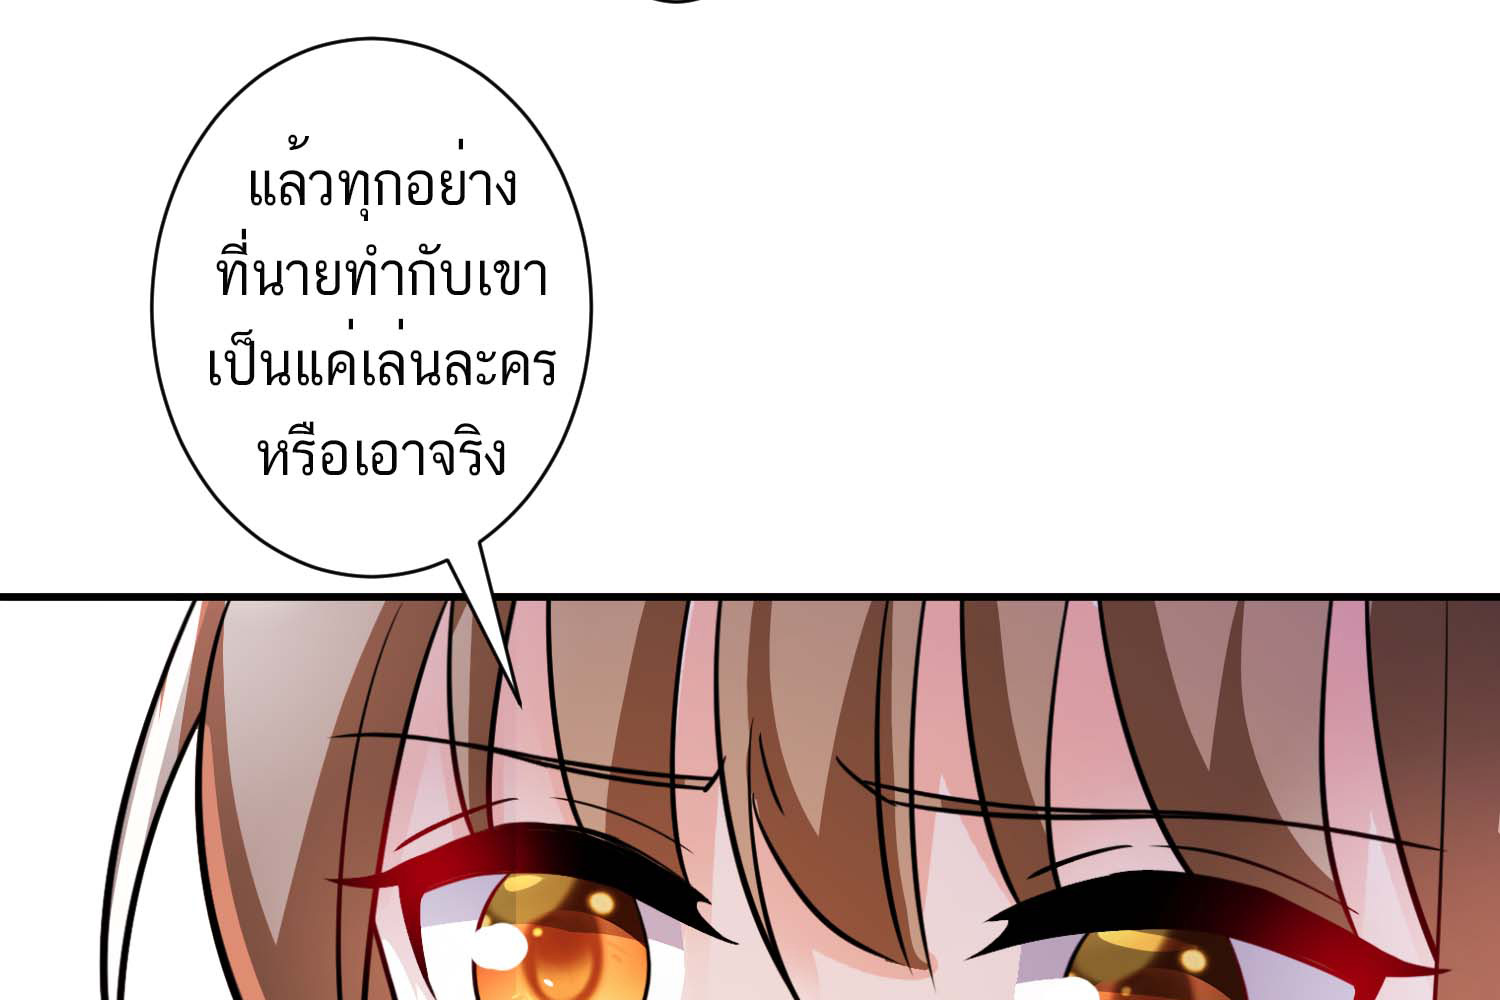 แล้วทุกอย่าง
ที่นายทำกับเขา
เป็นแค่เล่นละคร
หรือเอาจริง